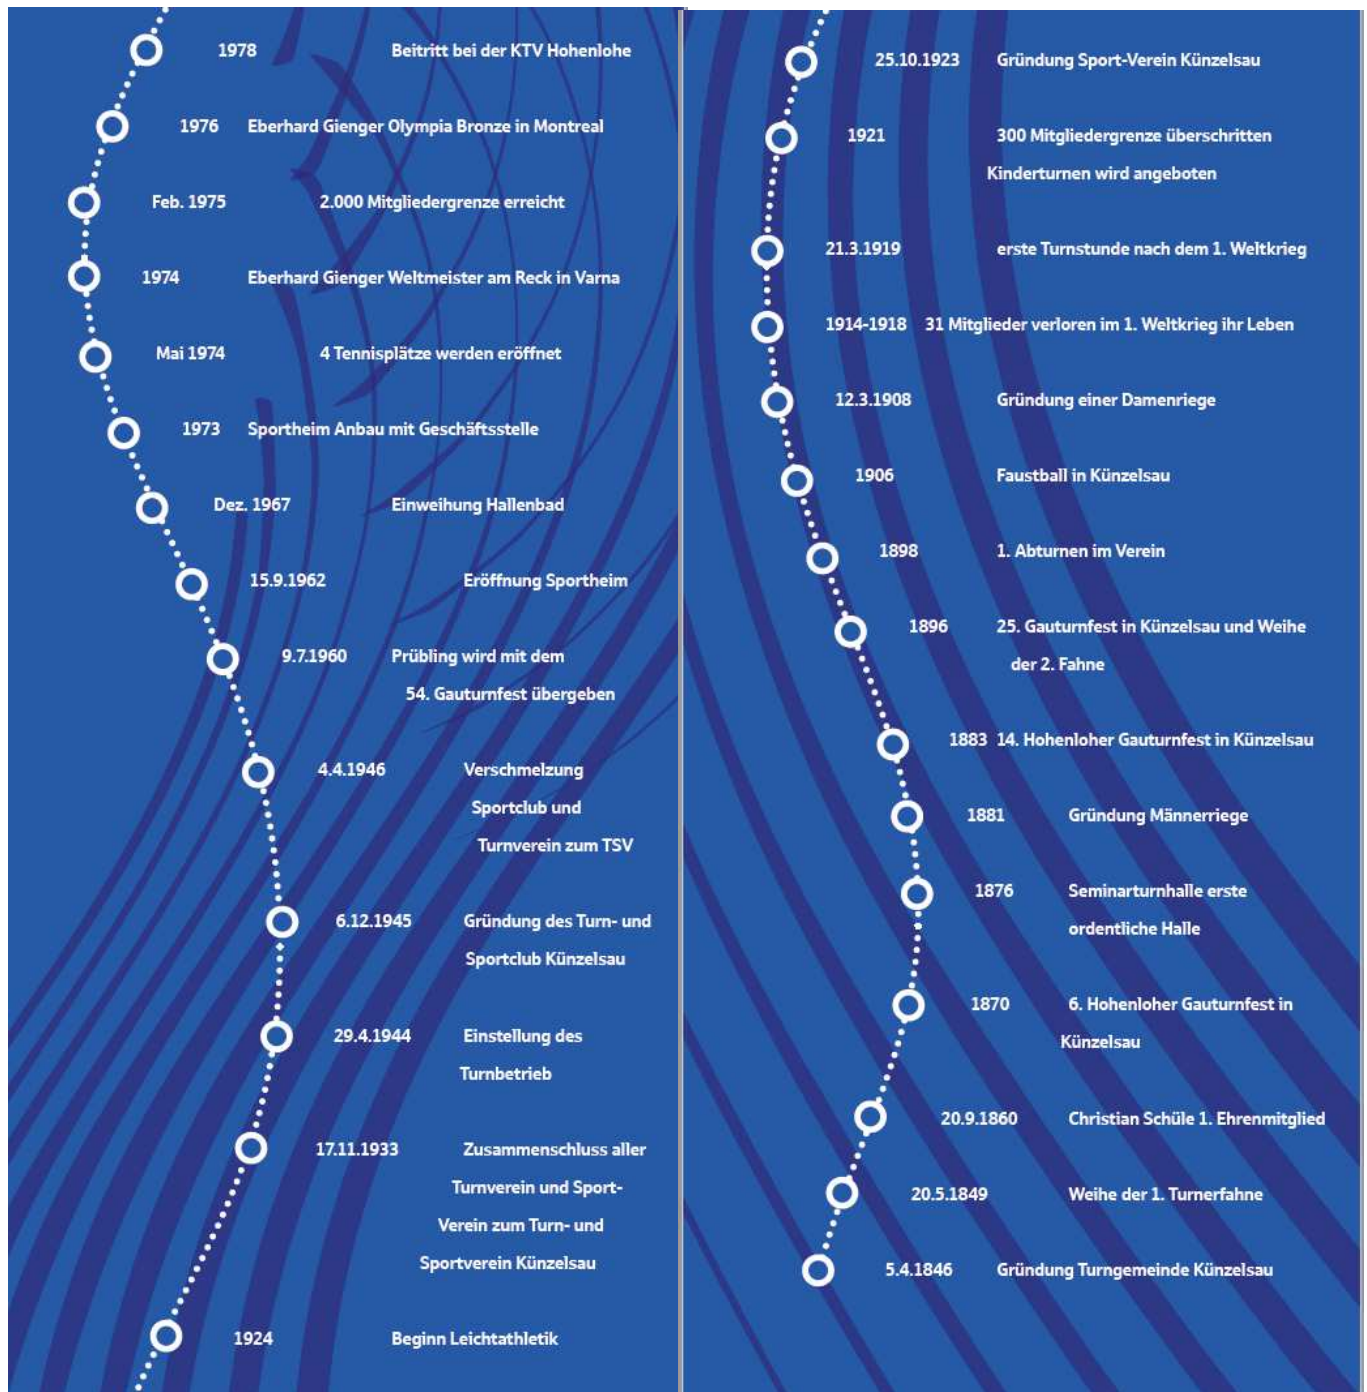 1978 Beitritt bei der KTV Hohenlohe
1976 Eberhard Gienger Olympia Bronze in Montreal
Feb. 1975 2.000 Mitgliedergrenze erreicht
1974 Eberhard Gienger Weltmeister am Reck in Varna
Mai 1974 4 Tennisplätze werden eröffnet
1973 Sportheim Anbau mit Geschäftsstelle
Dez. 1967 Einweihung Hallenbad
15.9.1962 Eröffnung Sportheim
9.7.1960 Prübling wird mit dem
54. Gauturnfest übergeben
4.4.1946 Verschmelzung
Sportclub und
Turnverein zum TSV
6.12.1945 Gründung des Turn- und
Sportclub Künzelsau
29.4.1944 Einstellung des
Turnbetrieb
17.11.1933 Zusammenschluss aller
Turnverein und Sport-
Verein zum Turn- und
Sportverein Künzelsau
1924 Beginn Leichtathletik
25.10.1923 Gründung Sport-Verein Künzelsau
1921 300 Mitgliedergrenze überschritten
Kinderturnen wird angeboten
21.3.1919 erste Turnstunde nach dem 1. Weltkrieg
1914-1918 31 Mitglieder verloren im 1. Weltkrieg ihr Leben
12.3.1908 Gründung einer Damenriege
1906 Faustball in Künzelsau
1898 1. Abturnen im Verein
1896 25. Gauturnfest in Künzelsau und Weihe
der 2. Fahne
1883 14. Hohenloher Gauturnfest in Künzelsau
1881 Gründung Männerriege
1876 Seminarturnhalle erste
ordentliche Halle
1870 6. Hohenloher Gauturnfest in
Künzelsau
20.9.1860 Christian Schüle 1. Ehrenmitglied
20.5.1849 Weihe der 1. Turnerfahne
5.4.1846 Gründung Turngemeinde Künzelsau